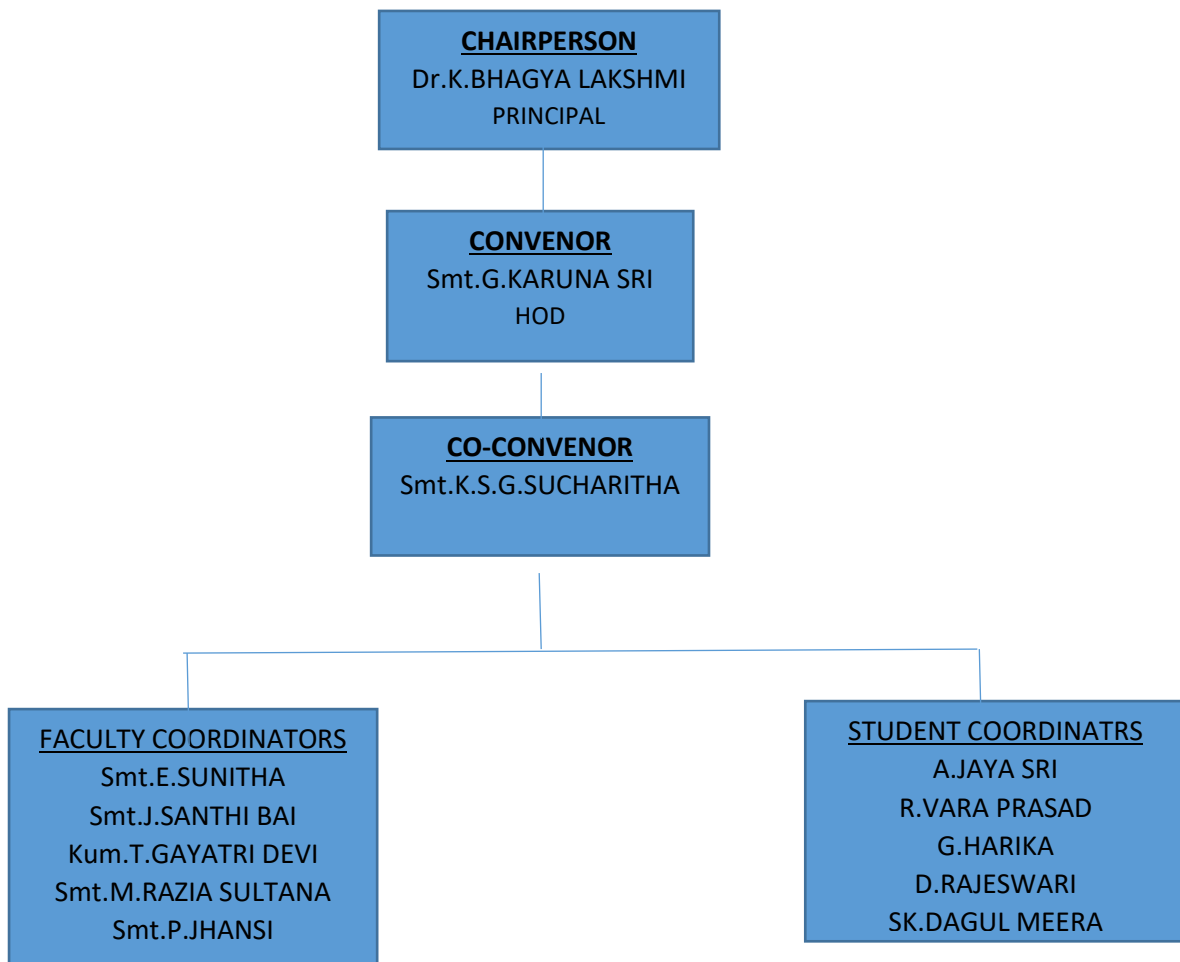 CHAIRPERSON
Dr.K.BHAGYA LAKSHMI
PRINCIPAL
CONVENOR
Smt.G.KARUNA SRI
HOD
CO-CONVENOR
Smt.K.S.G.SUCHARITHA
FACULTY COORDINATORS
Smt.E.SUNITHA
Smt.J.SANTHI BAI
Kum.T.GAYATRI DEVI
Smt.M.RAZIA SULTANA
Smt.P.JHANSI
STUDENT COORDINATRS
A.JAYA SRI
R.VARA PRASAD
G.HARIKA
D.RAJESWARI
SK.DAGUL MEERA